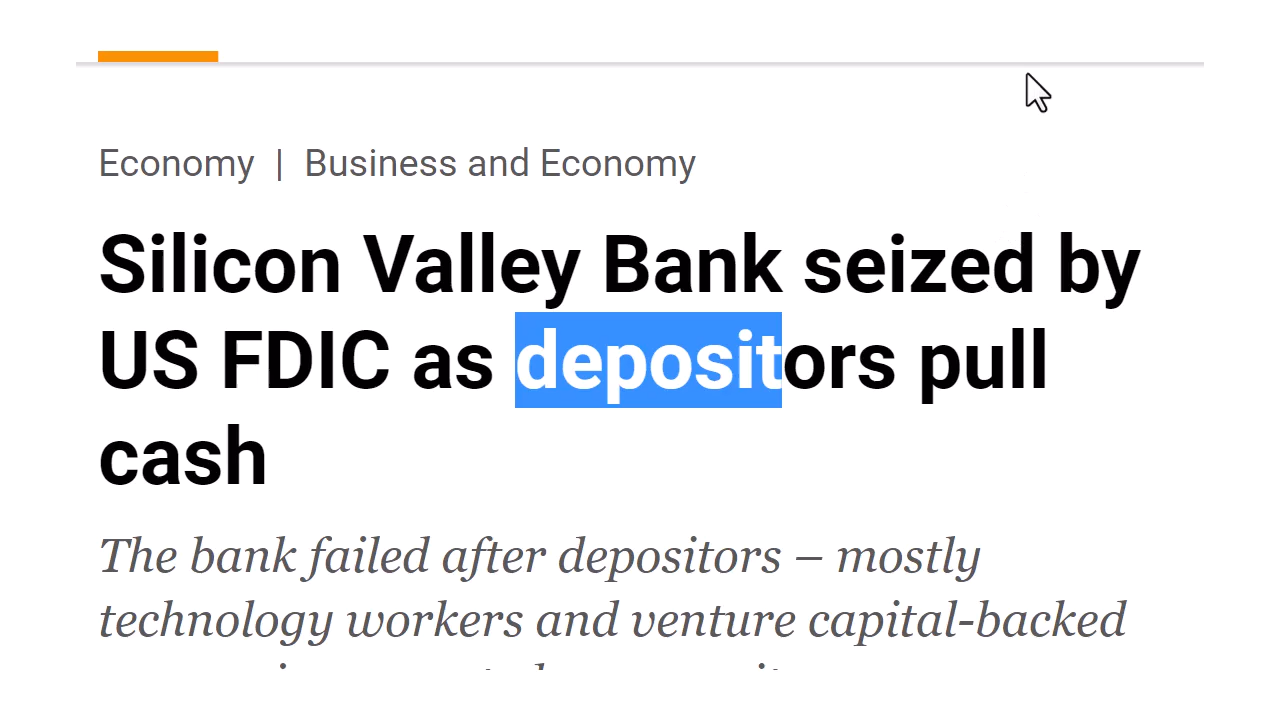 Economy | Business and Economy
Silicon Valley Bank seized by
US FDIC as depositors pull
cash
The bank failed after depositors – mostly
technology workers and venture capital-backed